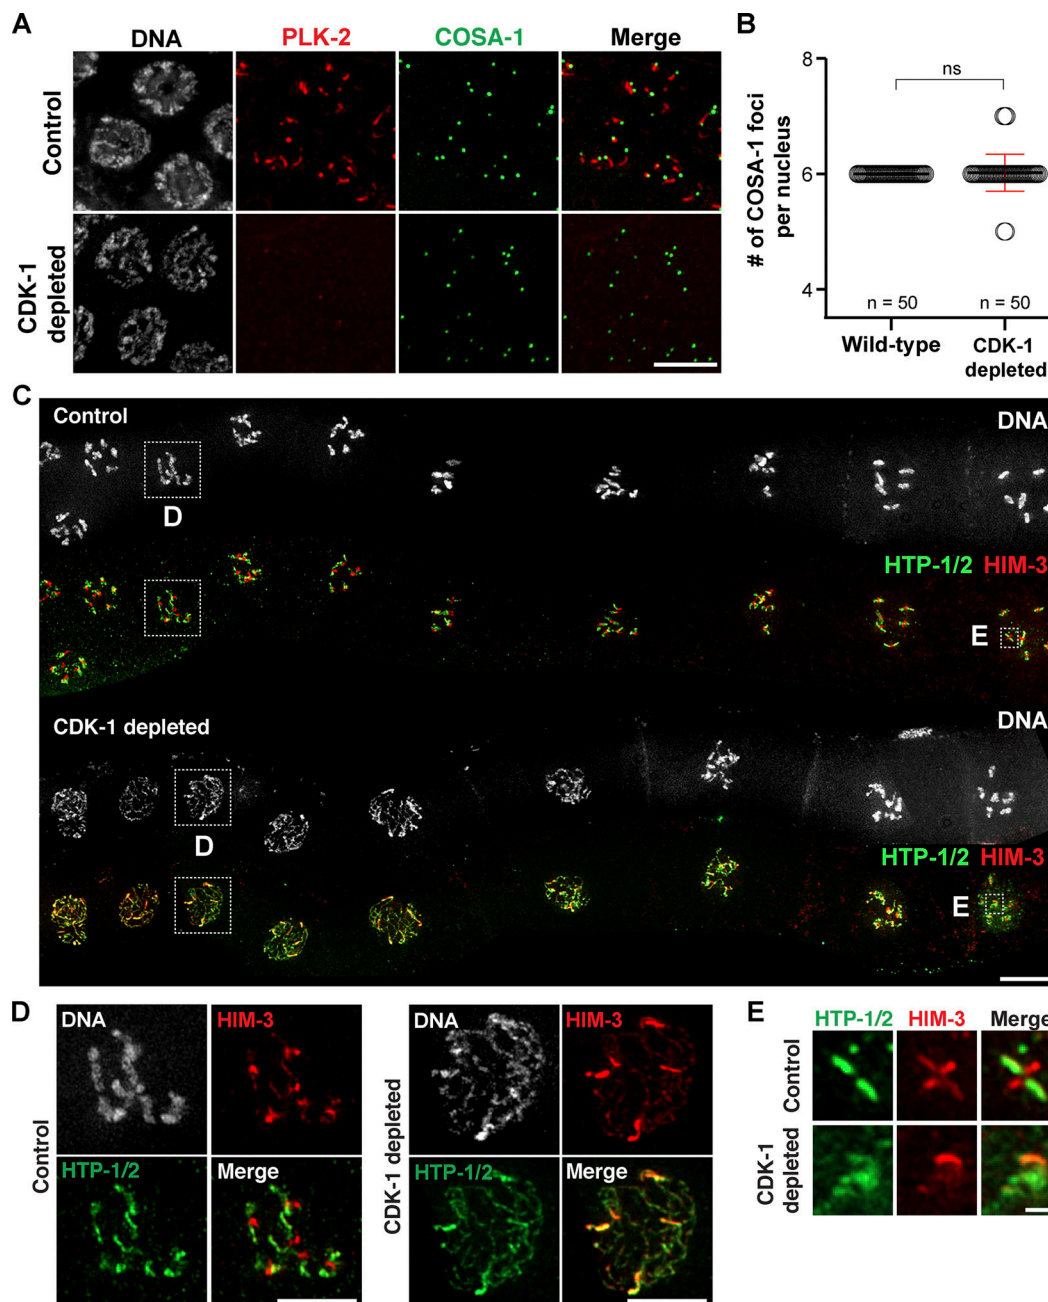 A
DNA
PLK-2
COSA-1
Merge
Control
CDK-1
depleted
B
# of COSA-1 foci
per nucleus
8
6
4
ns
n = 50
n = 50
Wild-type
CDK-1
depleted
C
Control
DNA
D
HTP-1/2 HIM-3
E
CDK-1 depleted
DNA
D
HTP-1/2 HIM-3
E
D
Control
DNA
HIM-3
HTP-1/2
Merge
CDK-1 depleted
DNA
HIM-3
HTP-1/2
Merge
E
HTP-1/2
HIM-3
Merge
Control
CDK-1
depleted